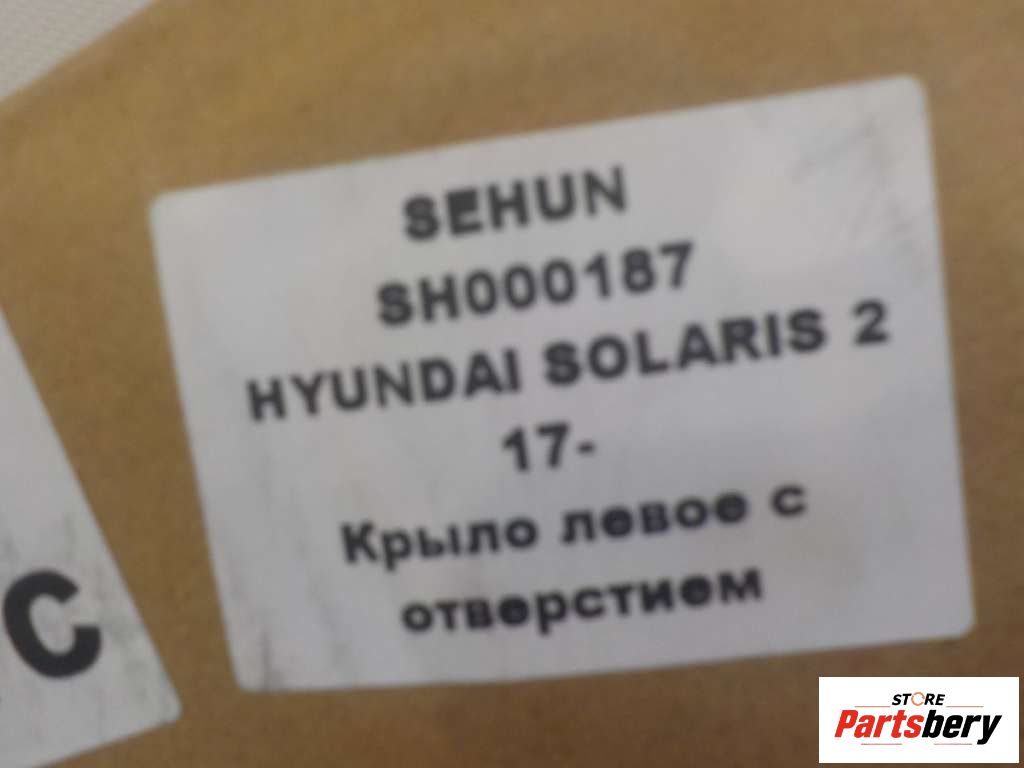 SEHUN
SH000187
HYUNDAI SOLARIS 2
17-
Крыло левое с
отверстием
C
STORE
Partsbery